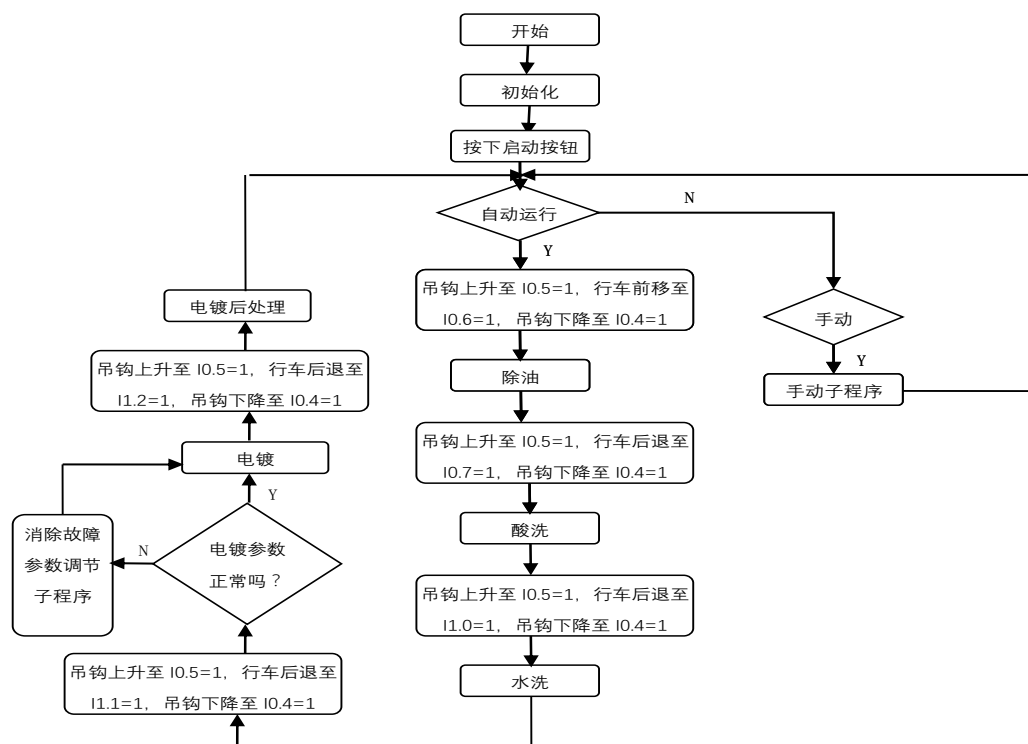 开始
初始化
按下启动按钮
自动运行
N
Y
吊钩上升至 I0.5=1，行车前移至
I0.6=1，吊钩下降至 I0.4=1
手动
Y
手动子程序
除油
吊钩上升至 I0.5=1，行车后退至
I0.7=1，吊钩下降至 I0.4=1
酸洗
吊钩上升至 I0.5=1，行车后退至
I1.0=1，吊钩下降至 I0.4=1
水洗
吊钩上升至 I0.5=1，行车后退至
I1.1=1，吊钩下降至 I0.4=1
电镀参数
正常吗？
N
Y
消除故障
参数调节
子程序
电镀
吊钩上升至 I0.5=1，行车后退至
I1.2=1，吊钩下降至 I0.4=1
电镀后处理